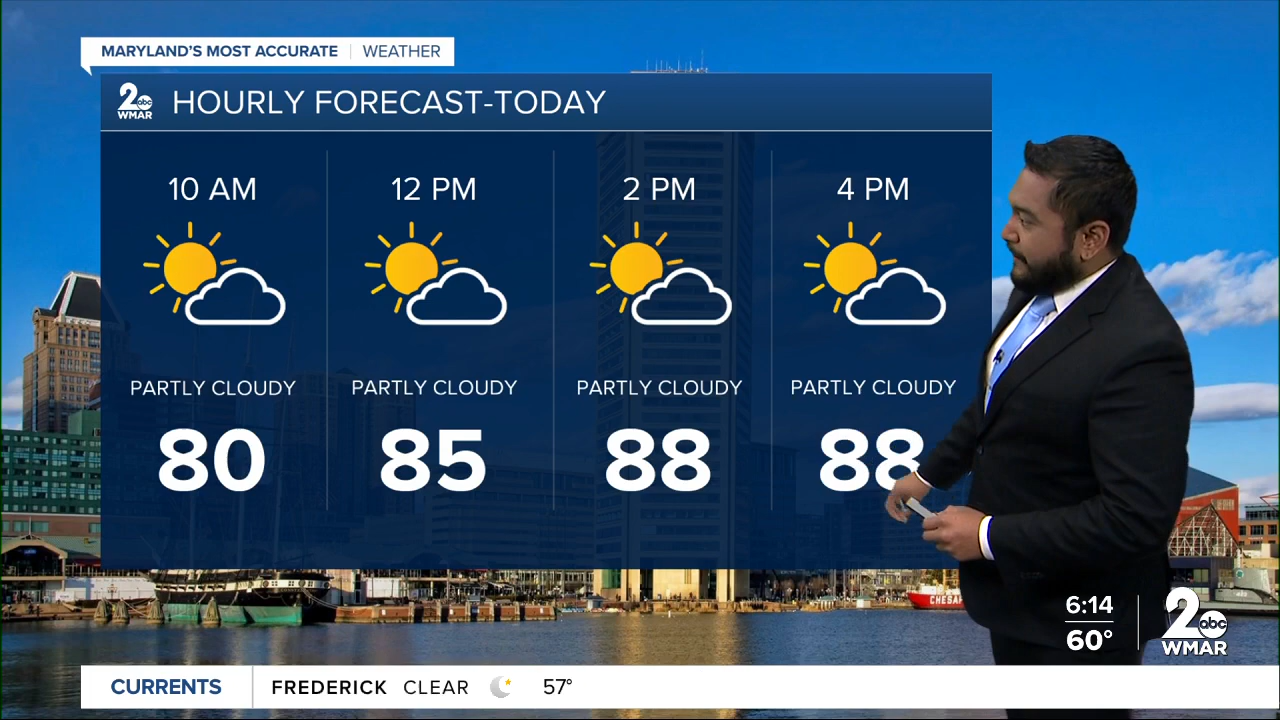 MARYLAND'S MOST ACCURATE | WEATHER
2 abc
WMAR
HOURLY FORECAST-TODAY
10 AM
12 PM
2 PM
4 PM
PARTLY CLOUDY
PARTLY CLOUDY
PARTLY CLOUDY
PARTLY CLOUDY
80
85
88
88
CHESAP
6:14
60°
2 abc
WMAR
CURRENTS
FREDERICK CLEAR 57°